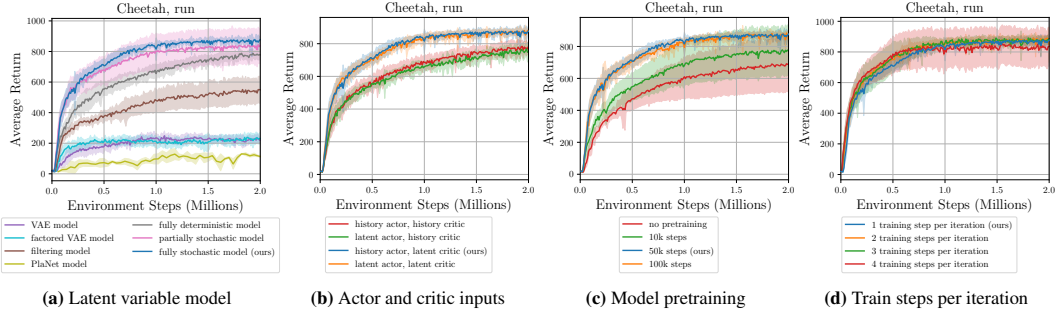 Cheetah, run
Average Return
800
600
400
200
0
0.0 0.5 1.0 1.5 2.0
Environment Steps (Millions)
VAE model
factored VAE model
filtering model
PlaNet model
fully deterministic model
partially stochastic model
fully stochastic model (ours)
(a) Latent variable model
Cheetah, run
Average Return
800
600
400
200
0
0.0 0.5 1.0 1.5 2.0
Environment Steps (Millions)
history actor, history critic
latent actor, history critic
history actor, latent critic (ours)
latent actor, latent critic
(b) Actor and critic inputs
Cheetah, run
Average Return
800
600
400
200
0
0.0 0.5 1.0 1.5 2.0
Environment Steps (Millions)
no pretraining
10k steps
50k steps (ours)
100k steps
(c) Model pretraining
Cheetah, run
Average Return
800
600
400
200
0
0.0 0.5 1.0 1.5 2.0
Environment Steps (Millions)
1 training step per iteration (ours)
2 training steps per iteration
3 training steps per iteration
4 training steps per iteration
(d) Train steps per iteration